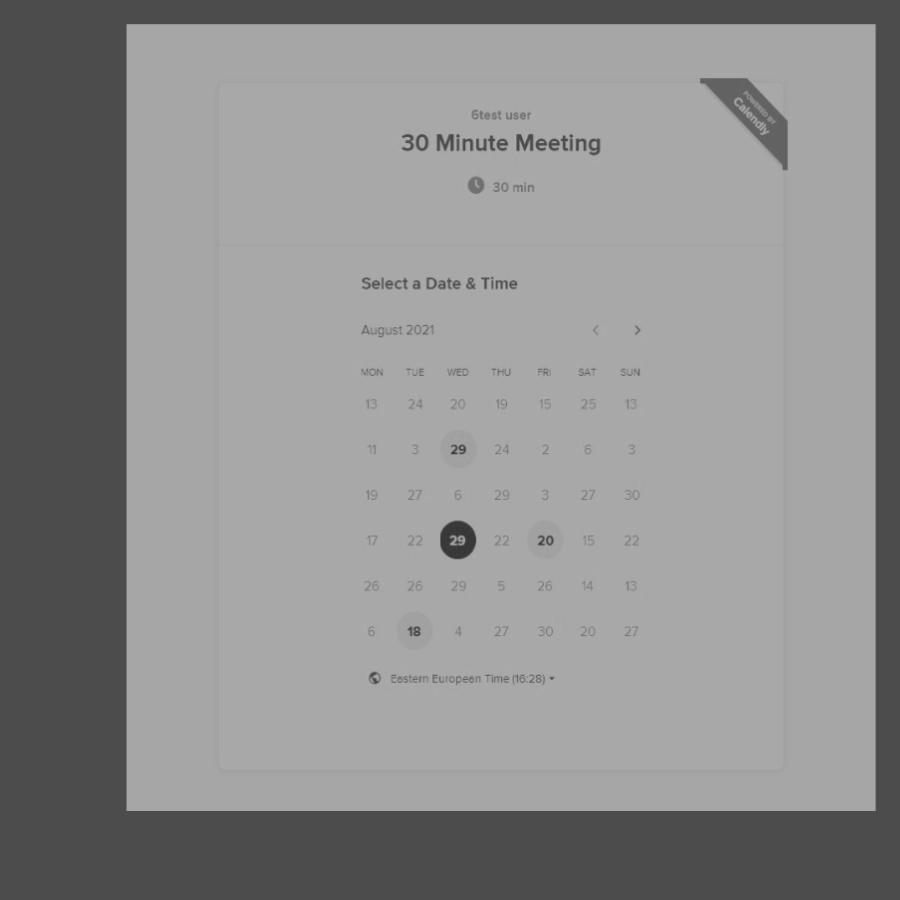 POWERED BY
Calendly
6test user
30 Minute Meeting
30 min
Select a Date & Time
August 2021
MON TUE WED THU FRI SAT SUN
13 24 20 19 15 25 13
11 3 29 24 2 6 3
19 27 6 29 3 27 30
17 22 29 22 20 15 22
26 26 29 5 26 14 13
6 18 4 27 30 20 27
Eastern European Time (16:28)